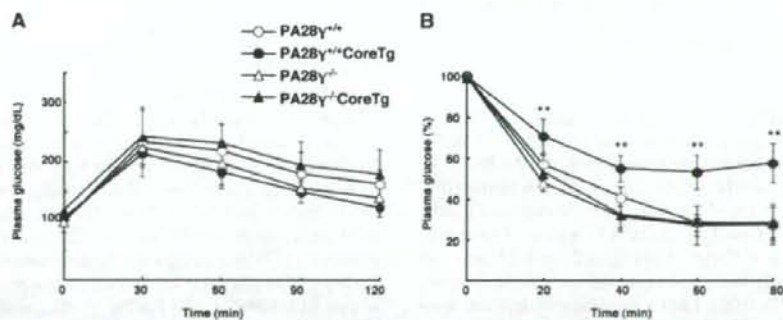 A
PA28γ+/+
PA28γ+/+CoreTg
PA28γ-/-
PA28γ-/-CoreTg
Plasma glucose (mg/dL)
300
200
100
0 30 60 90 120
Time (min)
B
Plasma glucose (%)
100
80
60
40
20
** ** ** **
0 20 40 60 80
Time (min)